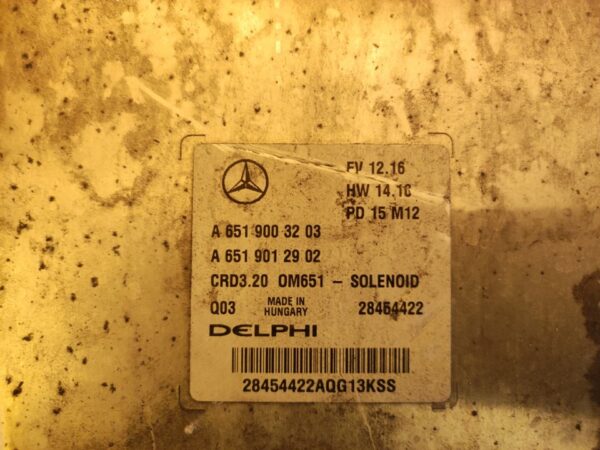 FV 12.16
HW 14.10
PD 15 M12
A 651 900 32 03
A 651 901 29 02
CRD3.20 OM651 – SOLENOID
Q03 MADE IN HUNGARY 28454422
DELPHI
28454422AQG13KSS